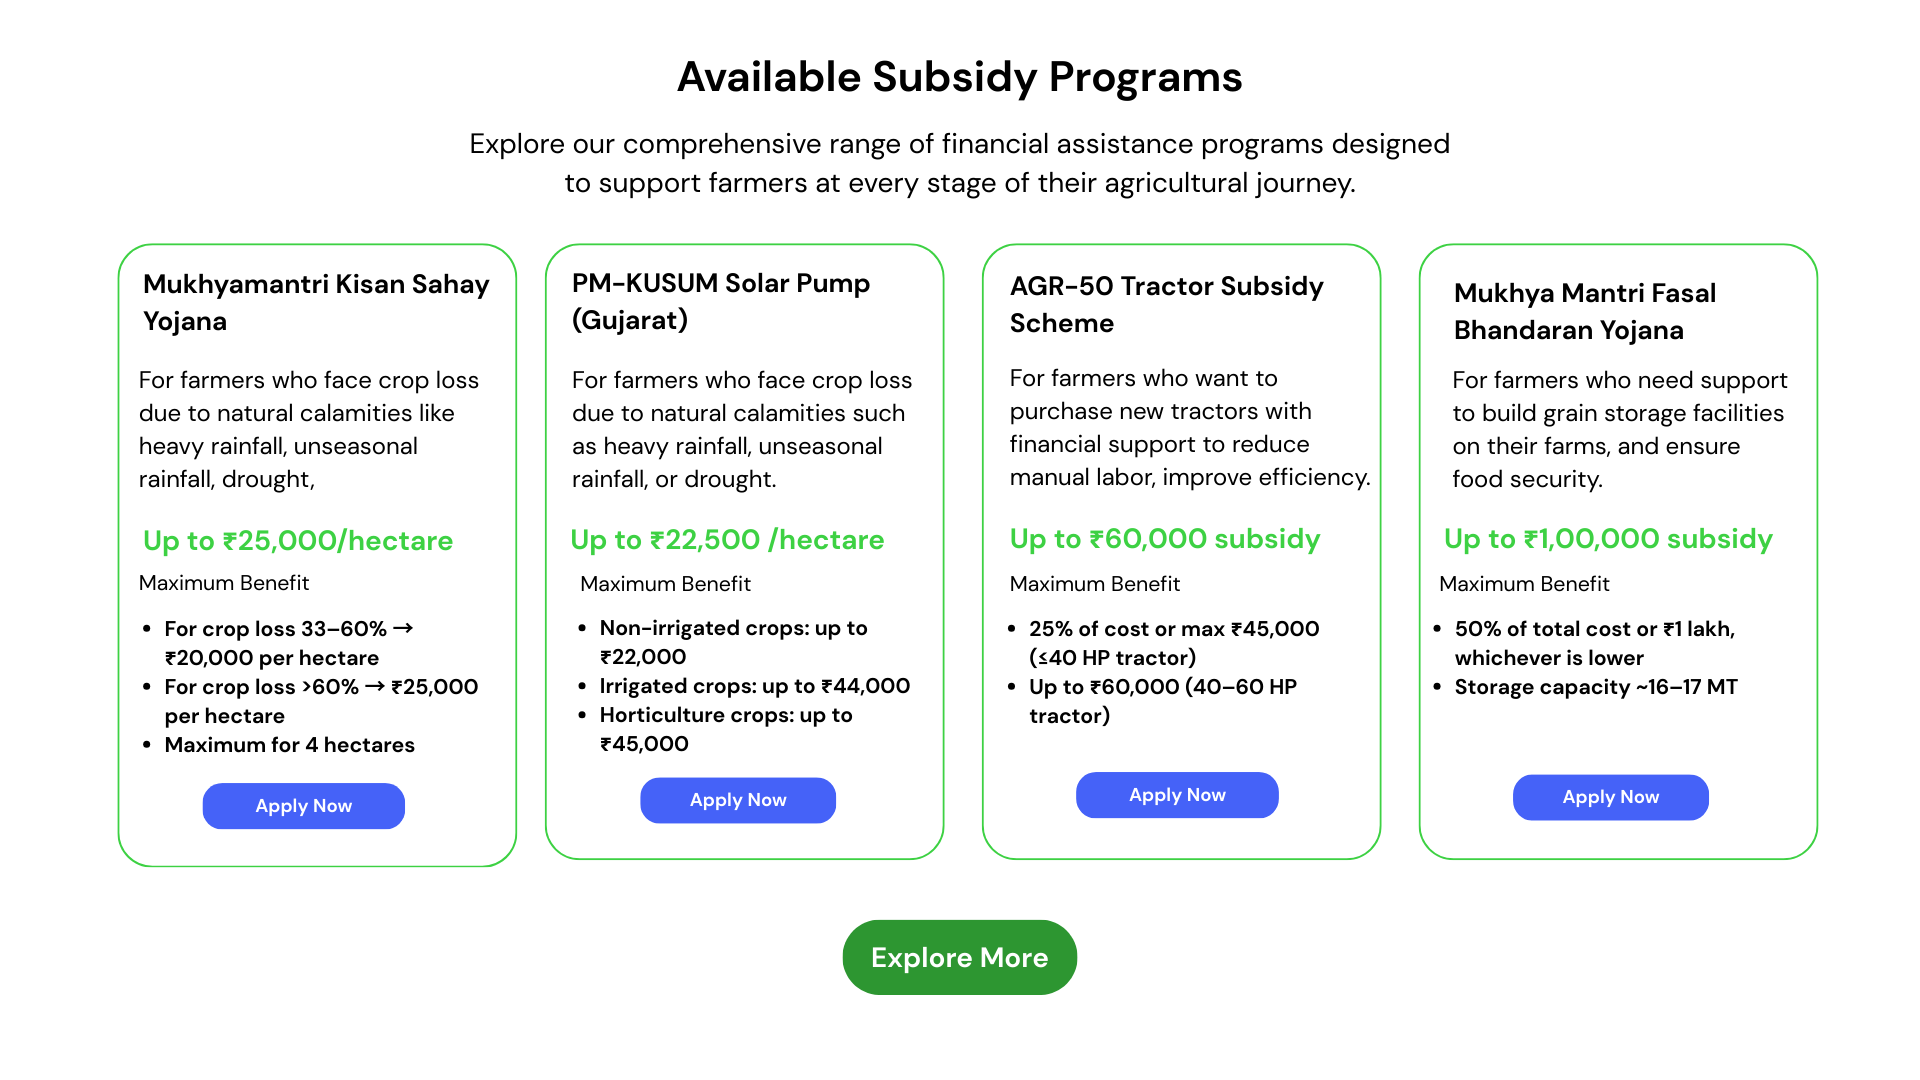 Available Subsidy Programs
Explore our comprehensive range of financial assistance programs designed
to support farmers at every stage of their agricultural journey.
Mukhyamantri Kisan Sahay
Yojana
For farmers who face crop loss
due to natural calamities like
heavy rainfall, unseasonal
rainfall, drought,
Up to ₹25,000/hectare
Maximum Benefit
• For crop loss 33–60% →
₹20,000 per hectare
• For crop loss >60% → ₹25,000
per hectare
• Maximum for 4 hectares
Apply Now
PM-KUSUM Solar Pump
(Gujarat)
For farmers who face crop loss
due to natural calamities such
as heavy rainfall, unseasonal
rainfall, or drought.
Up to ₹22,500 /hectare
Maximum Benefit
• Non-irrigated crops: up to
₹22,000
• Irrigated crops: up to ₹44,000
• Horticulture crops: up to
₹45,000
Apply Now
AGR-50 Tractor Subsidy
Scheme
For farmers who want to
purchase new tractors with
financial support to reduce
manual labor, improve efficiency.
Up to ₹60,000 subsidy
Maximum Benefit
• 25% of cost or max ₹45,000
(≤40 HP tractor)
• Up to ₹60,000 (40–60 HP
tractor)
Apply Now
Mukhya Mantri Fasal
Bhandaran Yojana
For farmers who need support
to build grain storage facilities
on their farms, and ensure
food security.
Up to ₹1,00,000 subsidy
Maximum Benefit
• 50% of total cost or ₹1 lakh,
whichever is lower
• Storage capacity ~16–17 MT
Apply Now
Explore More